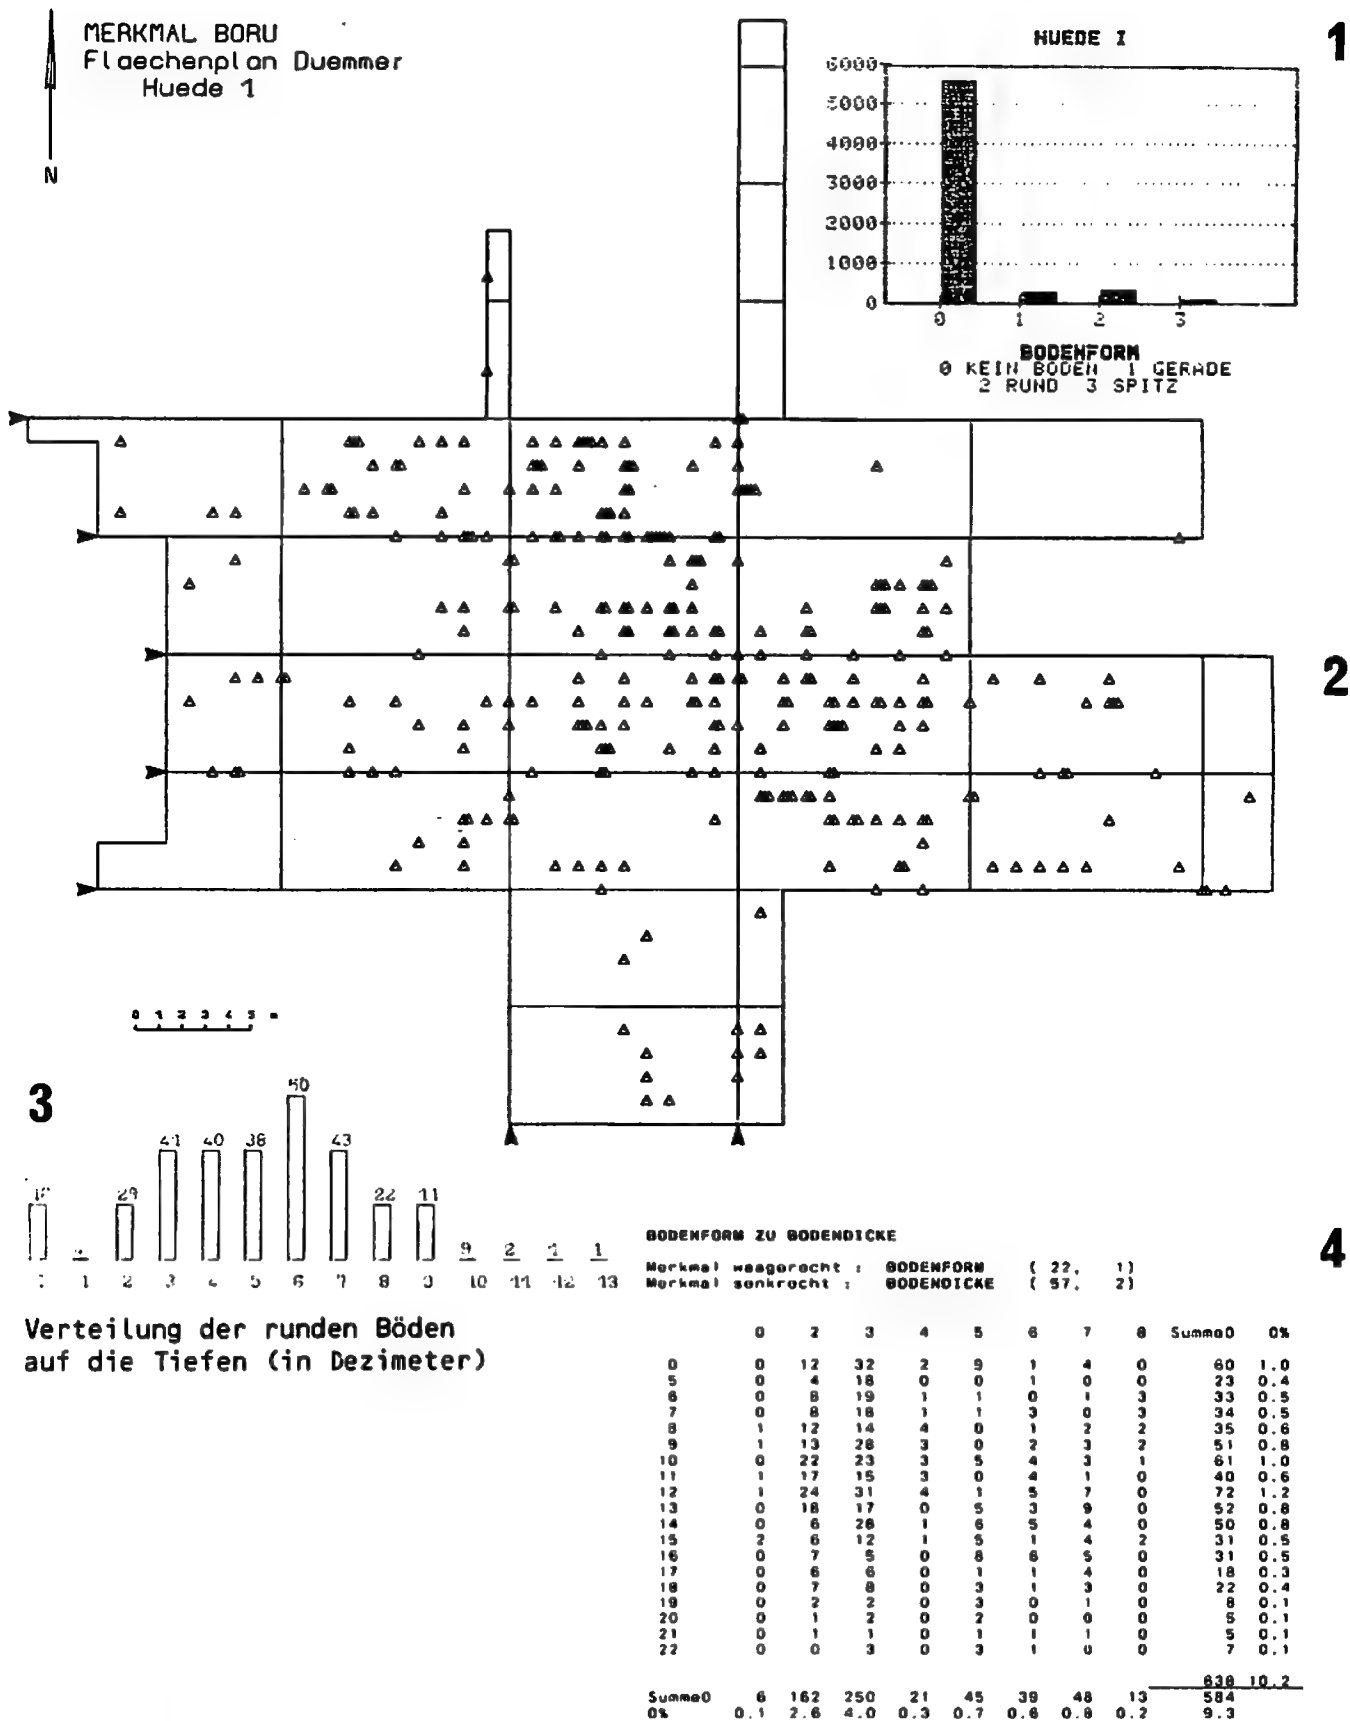 MERKMAL BORU
Flaechenplan Duemmer
Huede 1
N
HUEDE I
1
6000
5000
4000
3000
2000
1000
0
0 1 2 3
BODENFORM
0 KEIN BODEN 1 GERADE
2 RUND 3 SPITZ
2
0 1 2 3 4 5 m
3
29 41 40 38 50 43 22 11 9 2 1 1
1 2 3 4 5 6 7 8 9 10 11 12 13
Verteilung der runden Böden
auf die Tiefen (in Dezimeter)
4
BODENFORM ZU BODENDICKE
Merkmal waagerecht : BODENFORM ( 22, 1)
Merkmal senkrecht : BODENDICKE ( 57, 2)
0 2 3 4 5 6 7 8 Summe0 0%
0 0 12 32 2 9 1 4 0 60 1.0
5 0 4 18 0 0 1 0 0 23 0.4
6 0 8 19 1 1 0 1 3 33 0.5
7 0 8 18 1 1 3 0 3 34 0.5
8 1 12 14 4 0 1 2 2 35 0.6
9 1 13 28 3 0 2 3 2 51 0.8
10 0 22 23 3 5 4 3 1 61 1.0
11 1 17 15 3 0 4 1 0 40 0.6
12 1 24 31 4 1 5 7 0 72 1.2
13 0 18 17 0 5 3 9 0 52 0.8
14 0 6 28 1 6 5 4 0 50 0.8
15 2 6 12 1 5 1 4 2 31 0.5
16 0 7 5 0 8 6 5 0 31 0.5
17 0 6 6 0 1 1 4 0 18 0.3
18 0 7 8 0 3 1 3 0 22 0.4
19 0 2 2 0 3 0 1 0 8 0.1
20 0 1 2 0 2 0 0 0 5 0.1
21 0 1 1 0 1 1 1 0 5 0.1
22 0 0 3 0 3 1 0 0 7 0.1
638 10.2
Summe0 6 162 250 21 45 39 48 13 584
0% 0.1 2.6 4.0 0.3 0.7 0.6 0.8 0.2 9.3